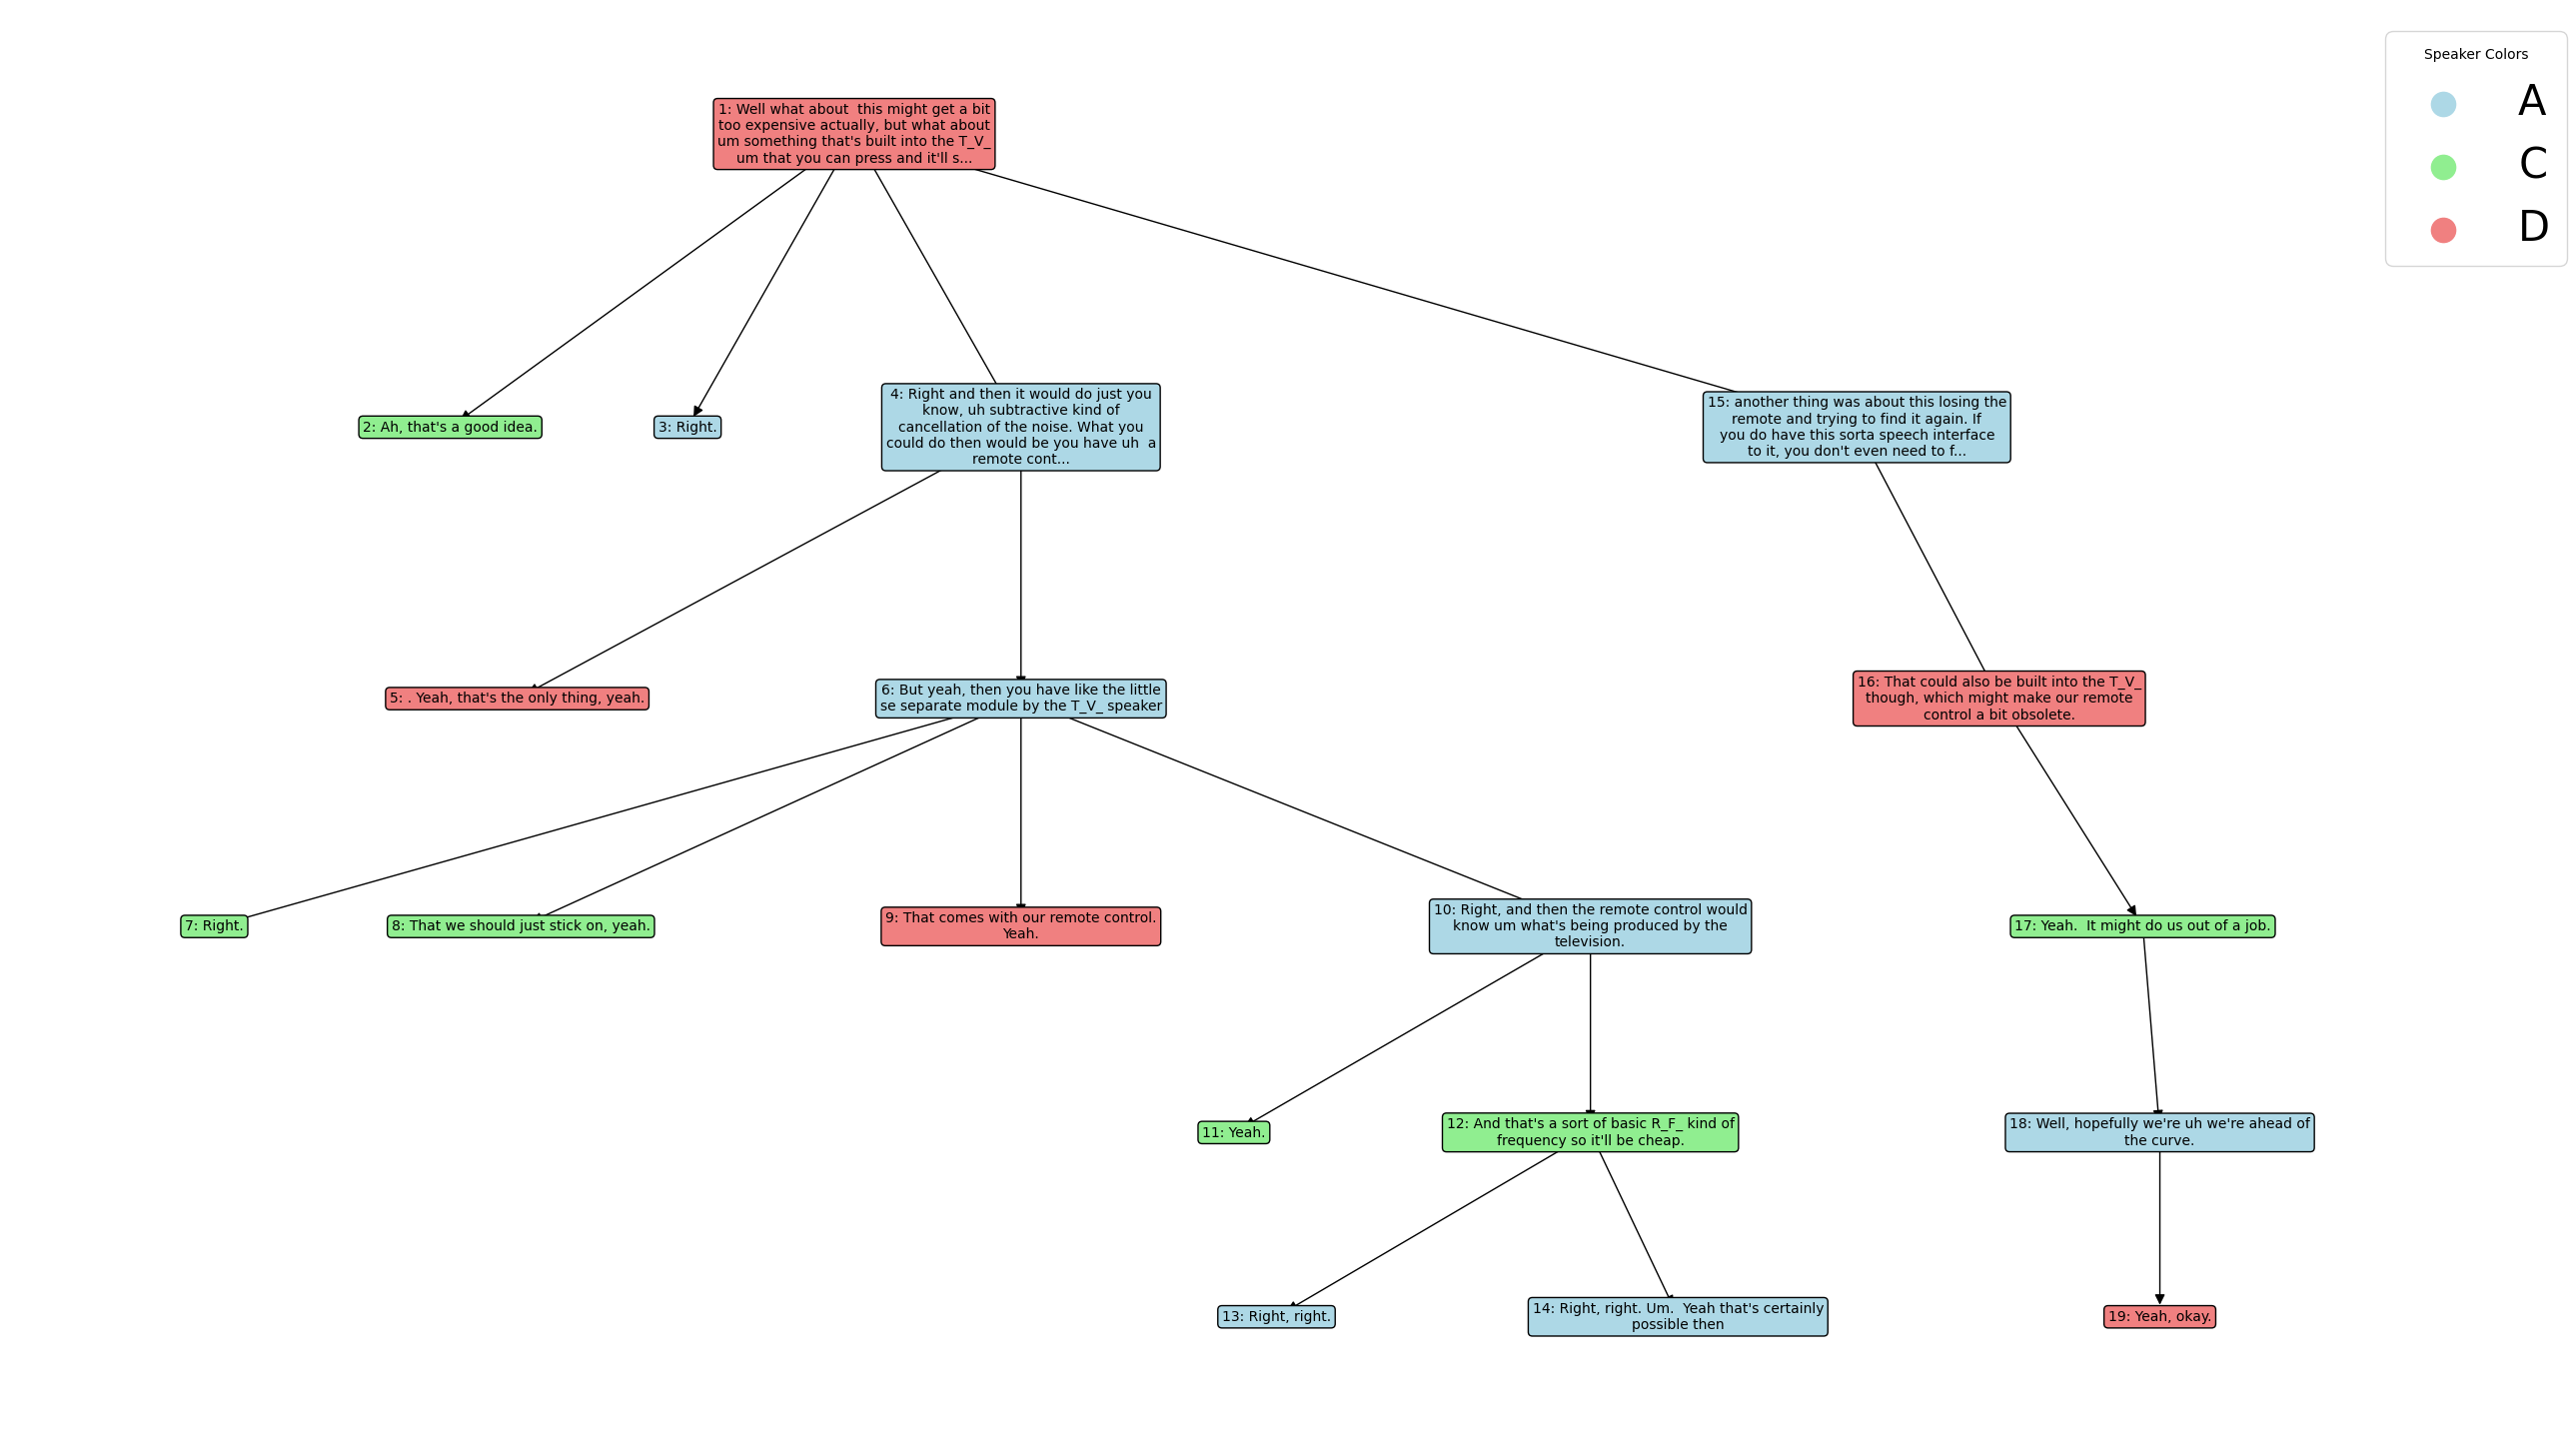 Speaker Colors
A
C
D
1: Well what about  this might get a bit
too expensive actually, but what about
um something that's built into the T_V_
um that you can press and it'll s...
2: Ah, that's a good idea.
3: Right.
4: Right and then it would do just you
know, uh subtractive kind of
cancellation of the noise. What you
could do then would be you have uh  a
remote cont...
15: another thing was about this losing the
remote and trying to find it again. If
you do have this sorta speech interface
to it, you don't even need to f...
5: . Yeah, that's the only thing, yeah.
6: But yeah, then you have like the little
se separate module by the T_V_ speaker
16: That could also be built into the T_V_
though, which might make our remote
control a bit obsolete.
7: Right.
8: That we should just stick on, yeah.
9: That comes with our remote control.
Yeah.
10: Right, and then the remote control would
know um what's being produced by the
television.
17: Yeah.  It might do us out of a job.
11: Yeah.
12: And that's a sort of basic R_F_ kind of
frequency so it'll be cheap.
18: Well, hopefully we're uh we're ahead of
the curve.
13: Right, right.
14: Right, right. Um.  Yeah that's certainly
possible then
19: Yeah, okay.